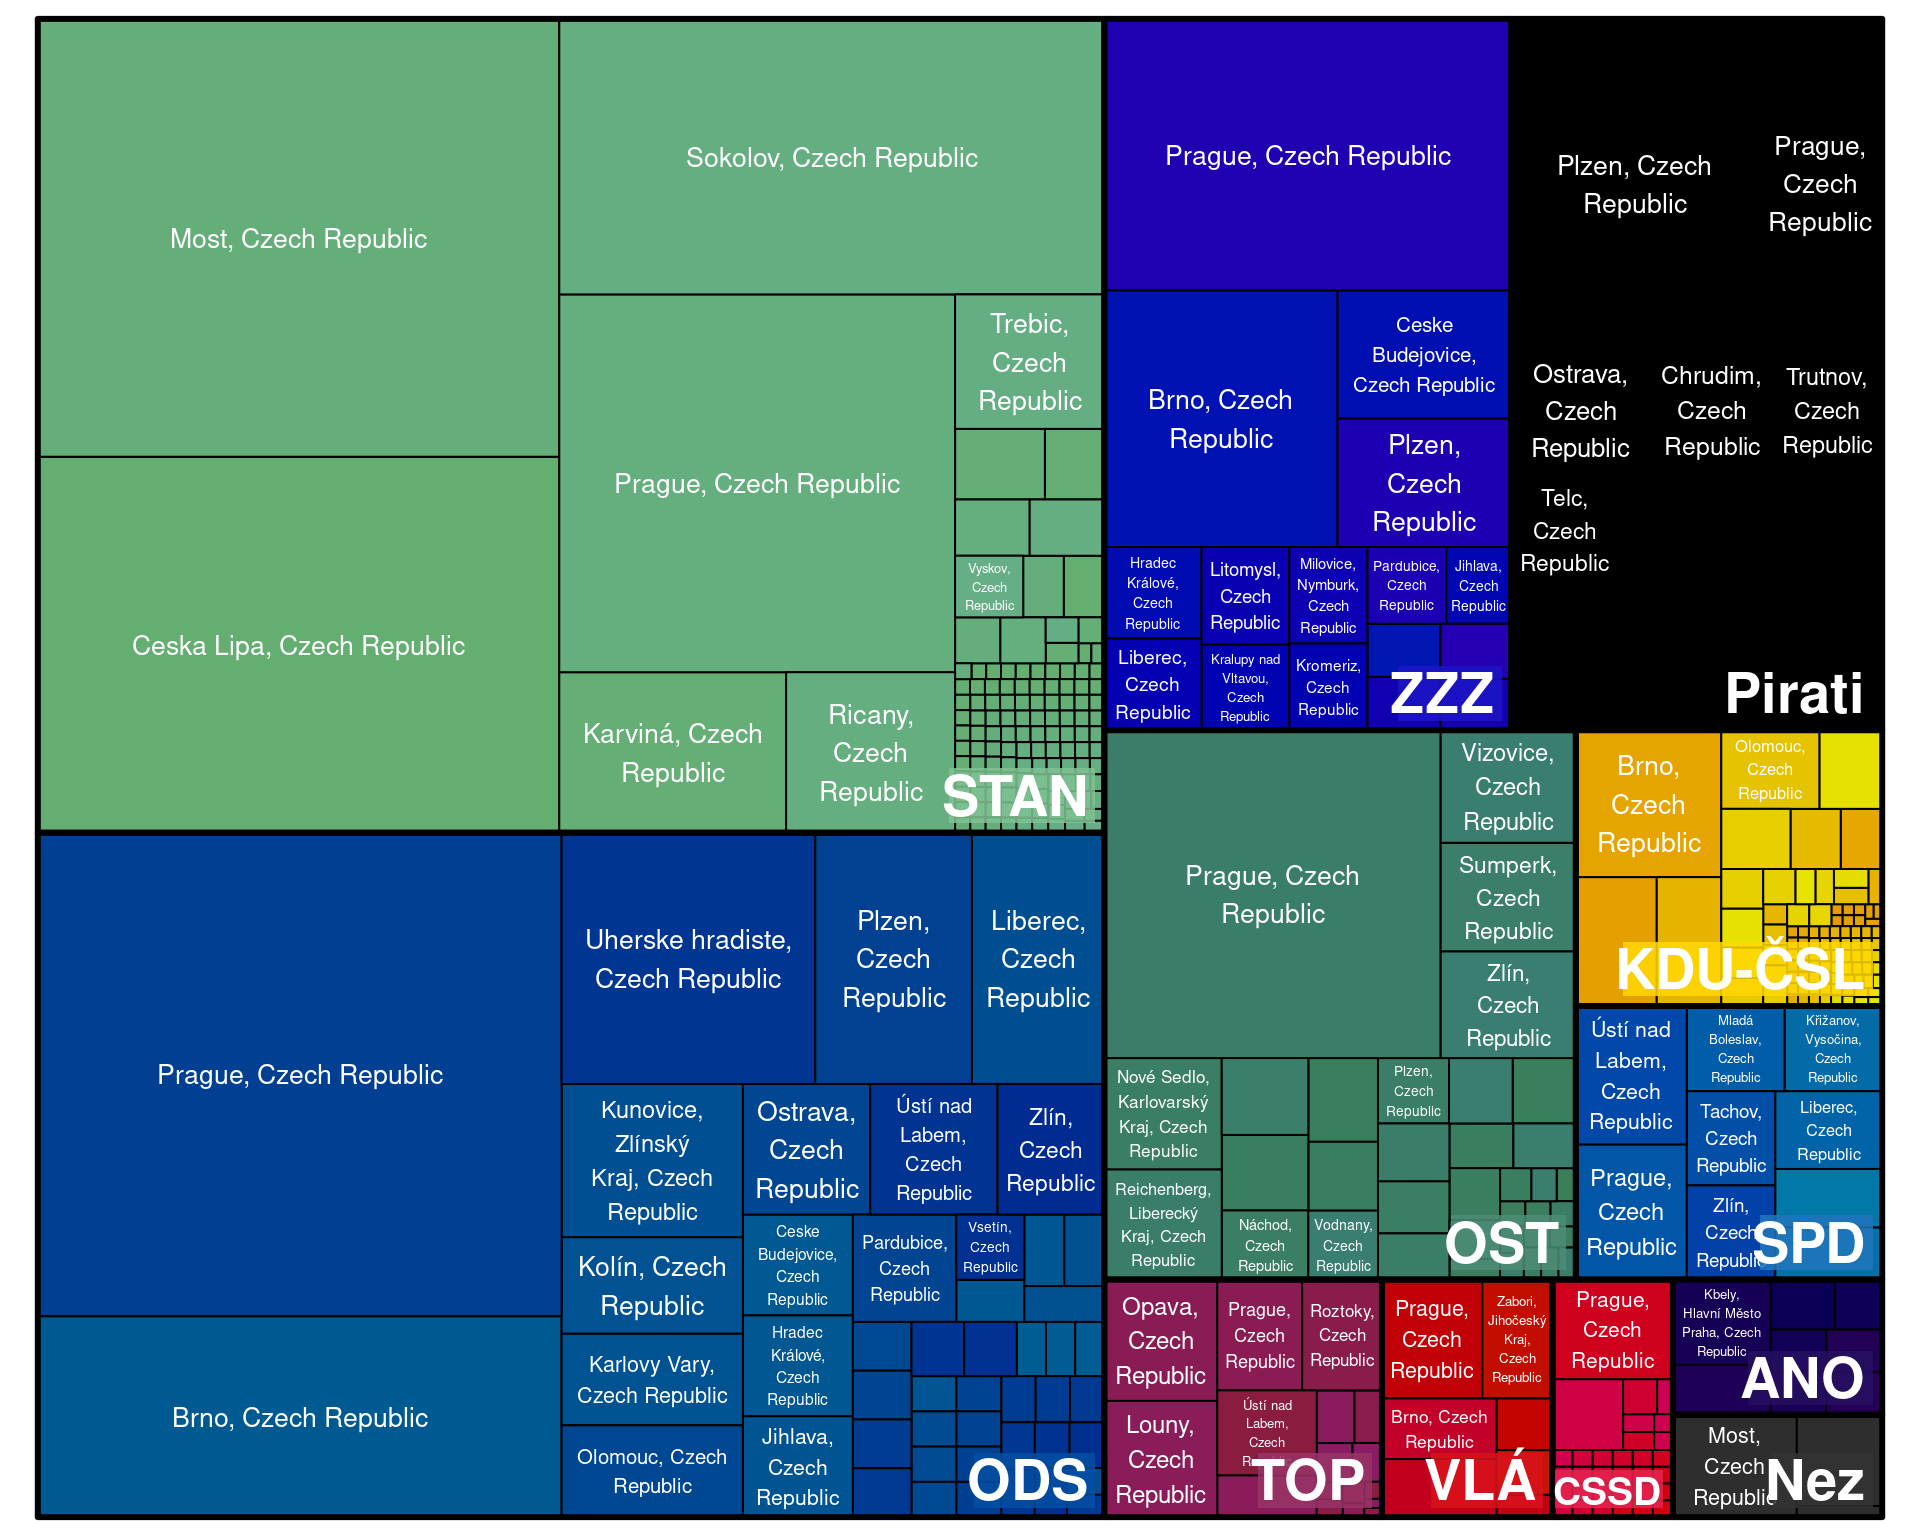 Most, Czech Republic
Sokolov, Czech Republic
Ceska Lipa, Czech Republic
Prague, Czech Republic
Trebic,
Czech
Republic
Vyskov,
Czech
Republic
Karviná, Czech
Republic
Ricany,
Czech
Republic
STAN
Prague, Czech Republic
Brno, Czech
Republic
Ceske
Budejovice,
Czech Republic
Plzen,
Czech
Republic
Hradec
Králové,
Czech
Republic
Litomysl,
Czech
Republic
Milovice,
Nymburk,
Czech
Republic
Pardubice,
Czech
Republic
Jihlava,
Czech
Republic
Liberec,
Czech
Republic
Kralupy nad
Vltavou,
Czech
Republic
Kromeriz,
Czech
Republic
ZZZ
Plzen, Czech
Republic
Prague,
Czech
Republic
Ostrava,
Czech
Republic
Chrudim,
Czech
Republic
Trutnov,
Czech
Republic
Telc,
Czech
Republic
Pirati
Prague, Czech Republic
Brno, Czech Republic
Uherske hradiste,
Czech Republic
Plzen,
Czech
Republic
Liberec,
Czech
Republic
Kunovice,
Zlínský
Kraj, Czech
Republic
Ostrava,
Czech
Republic
Ústí nad
Labem,
Czech
Republic
Zlín,
Czech
Republic
Kolín, Czech
Republic
Ceske
Budejovice,
Czech
Republic
Pardubice,
Czech
Republic
Vsetín,
Czech
Republic
Karlovy Vary,
Czech Republic
Hradec
Králové,
Czech
Republic
Olomouc, Czech
Republic
Jihlava,
Czech
Republic
ODS
Prague, Czech
Republic
Vizovice,
Czech
Republic
Sumperk,
Czech
Republic
Zlín,
Czech
Republic
Nové Sedlo,
Karlovarský
Kraj, Czech
Republic
Plzen,
Czech
Republic
Reichenberg,
Liberecký
Kraj, Czech
Republic
Náchod,
Czech
Republic
Vodnany,
Czech
Republic
OST
Brno,
Czech
Republic
Olomouc,
Czech
Republic
KDU-ČSL
Ústí nad
Labem,
Czech
Republic
Mladá
Boleslav,
Czech
Republic
Křižanov,
Vysočina,
Czech
Republic
Prague,
Czech
Republic
Tachov,
Czech
Republic
Liberec,
Czech
Republic
Zlín,
Czech
Republic
SPD
Opava,
Czech
Republic
Prague,
Czech
Republic
Roztoky,
Czech
Republic
Louny,
Czech
Republic
Ústí nad
Labem,
Czech
TOP
Prague,
Czech
Republic
Zabori,
Jihočeský
Kraj,
Czech
Republic
Brno, Czech
Republic
VLÁ
Prague,
Czech
Republic
CSSD
Kbely,
Hlavní Město
Praha, Czech
Republic
ANO
Most,
Czech
Republic
Nez